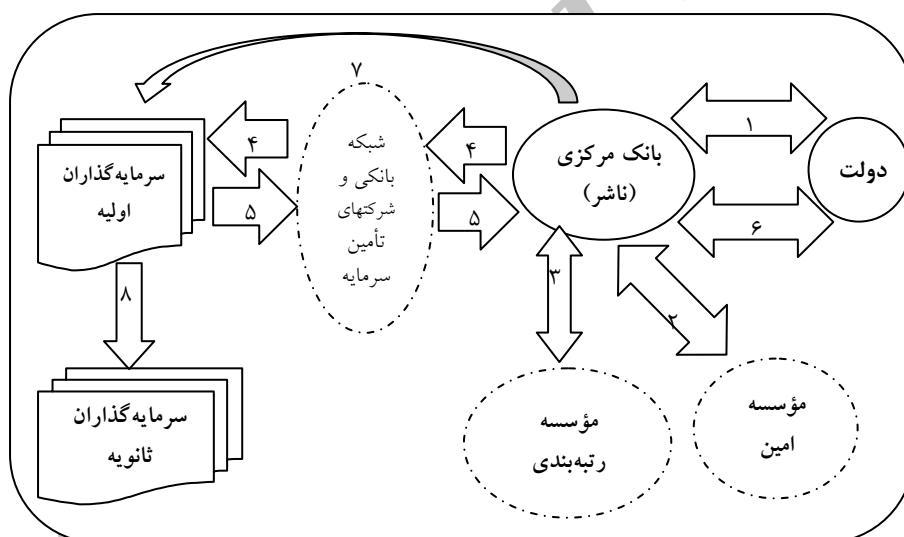 ۷
۱
۴
۴
شبکه
بانکی و
شرکتهای
تأمین
سرمایه
بانک مرکزی
(ناشر)
دولت
سرمایه‌گذاران
اولیه
۵
۵
۶
۳
۲
۸
سرمایه‌گذاران
ثانویه
مؤسسه
رتبه‌بندی
مؤسسه
امین